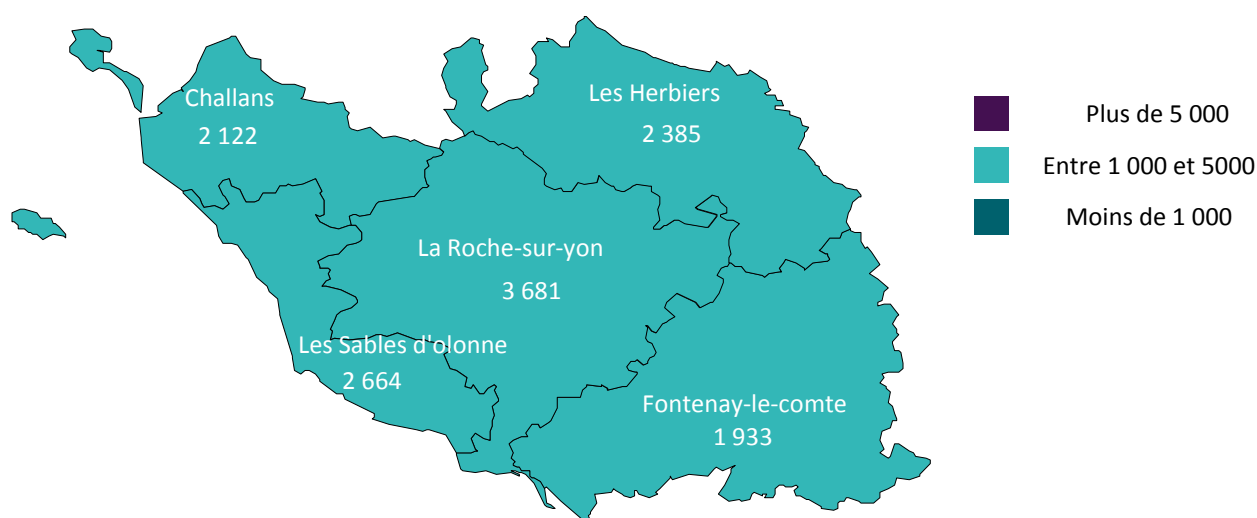 Challans
2 122
Les Herbiers
2 385
La Roche-sur-yon
3 681
Les Sables d'olonne
2 664
Fontenay-le-comte
1 933
Plus de 5 000
Entre 1 000 et 5000
Moins de 1 000